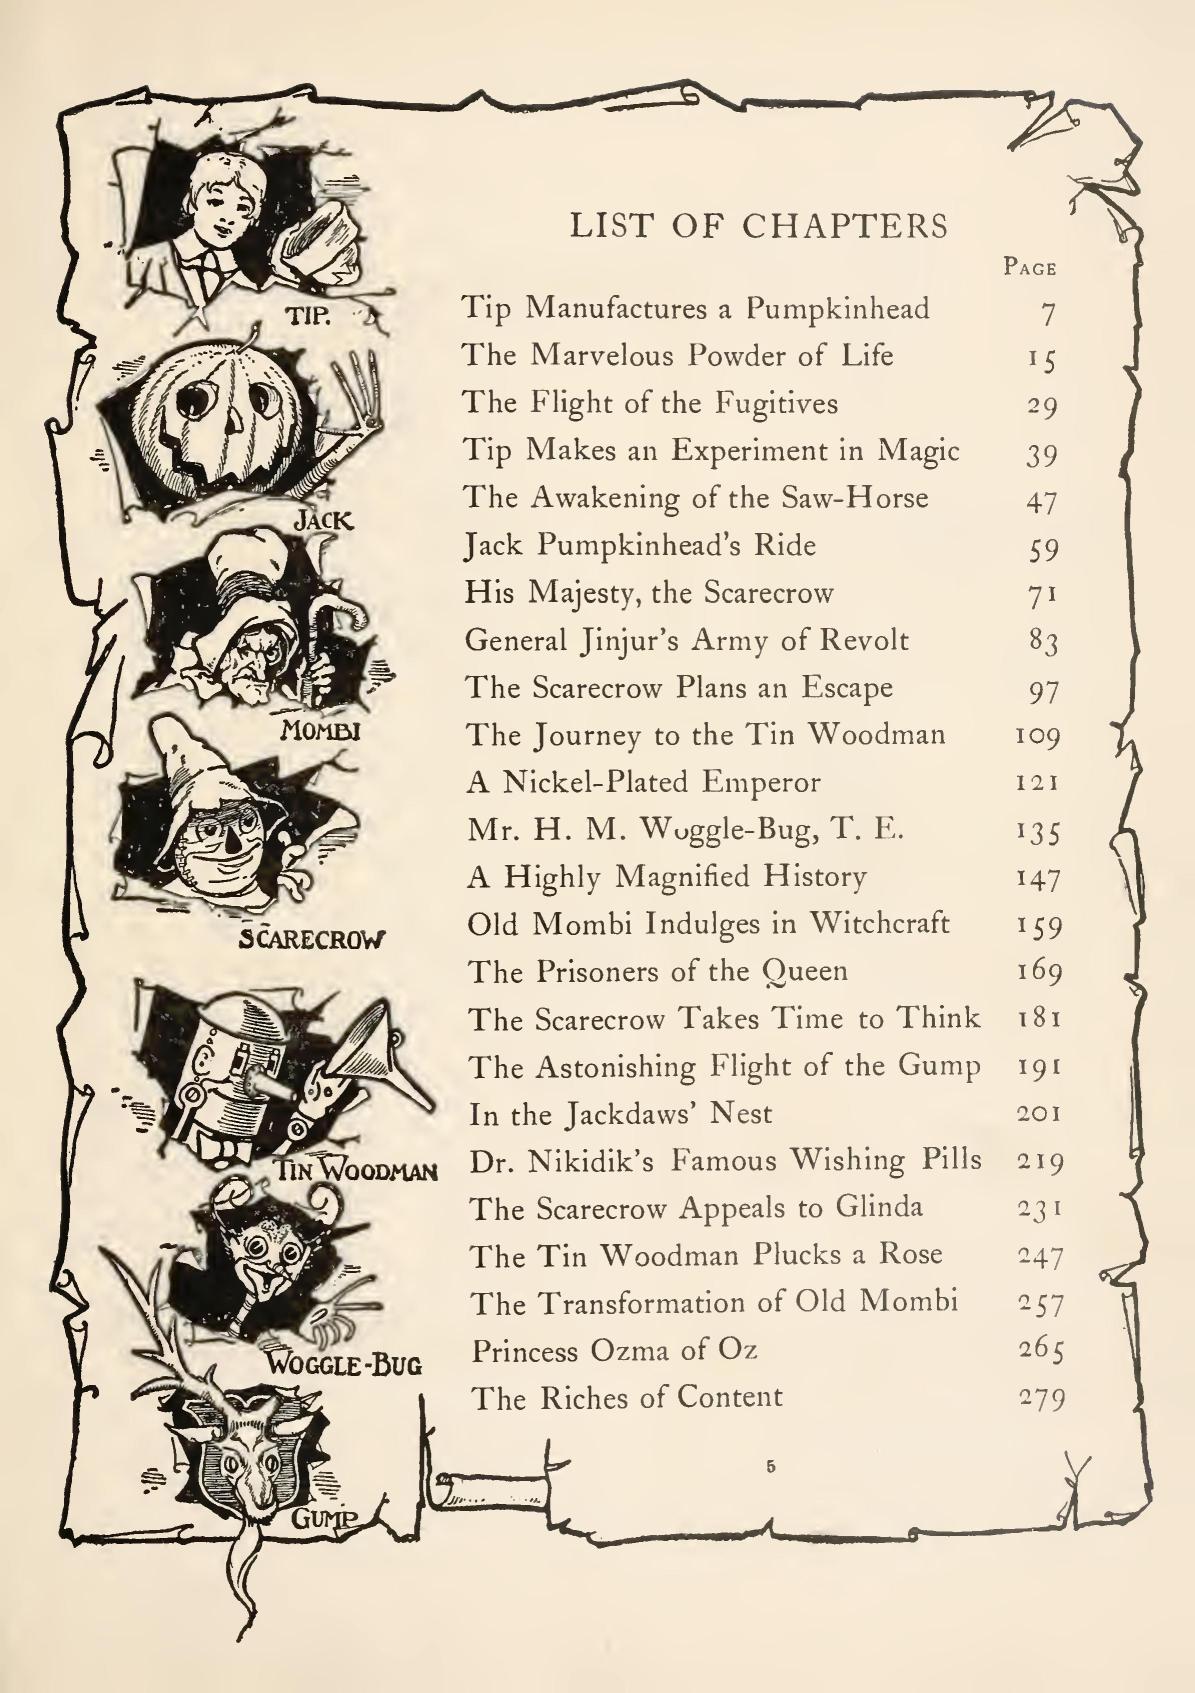 LIST OF CHAPTERS
PAGE
Tip Manufactures a Pumpkinhead 7
The Marvelous Powder of Life 15
The Flight of the Fugitives 29
Tip Makes an Experiment in Magic 39
The Awakening of the Saw-Horse 47
Jack Pumpkinhead's Ride 59
His Majesty, the Scarecrow 71
General Jinjur's Army of Revolt 83
The Scarecrow Plans an Escape 97
The Journey to the Tin Woodman 109
A Nickel-Plated Emperor 121
Mr. H. M. Woggle-Bug, T. E. 135
A Highly Magnified History 147
Old Mombi Indulges in Witchcraft 159
The Prisoners of the Queen 169
The Scarecrow Takes Time to Think 181
The Astonishing Flight of the Gump 191
In the Jackdaws' Nest 201
Dr. Nikidik's Famous Wishing Pills 219
The Scarecrow Appeals to Glinda 231
The Tin Woodman Plucks a Rose 247
The Transformation of Old Mombi 257
Princess Ozma of Oz 265
The Riches of Content 279
5
TIP.
JACK
MOMBI
SCARECROW
TIN WOODMAN
WOGGLE-BUG
GUMP